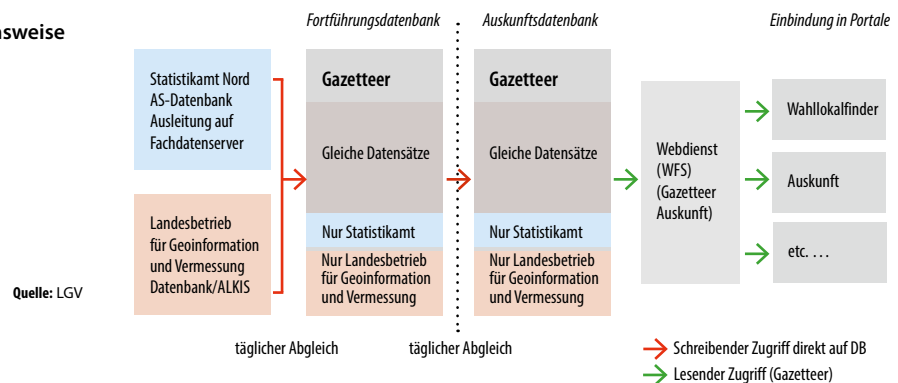 nsweise
Fortführungsdatenbank
Auskunftsdatenbank
Einbindung in Portale
Statistikamt Nord
AS-Datenbank
Ausleitung auf
Fachdatenserver
Landesbetrieb
für Geoinformation
und Vermessung
Datenbank/ALKIS
Quelle: LGV
Gazetteer
Gleiche Datensätze
Nur Statistikamt
Nur Landesbetrieb
für Geoinformation
und Vermessung
Gazetteer
Gleiche Datensätze
Nur Statistikamt
Nur Landesbetrieb
für Geoinformation
und Vermessung
Webdienst
(WFS)
(Gazetteer
Auskunft)
Wahllokalfinder
Auskunft
etc. . . .
täglicher Abgleich
täglicher Abgleich
Schreibender Zugriff direkt auf DB
Lesender Zugriff (Gazetteer)